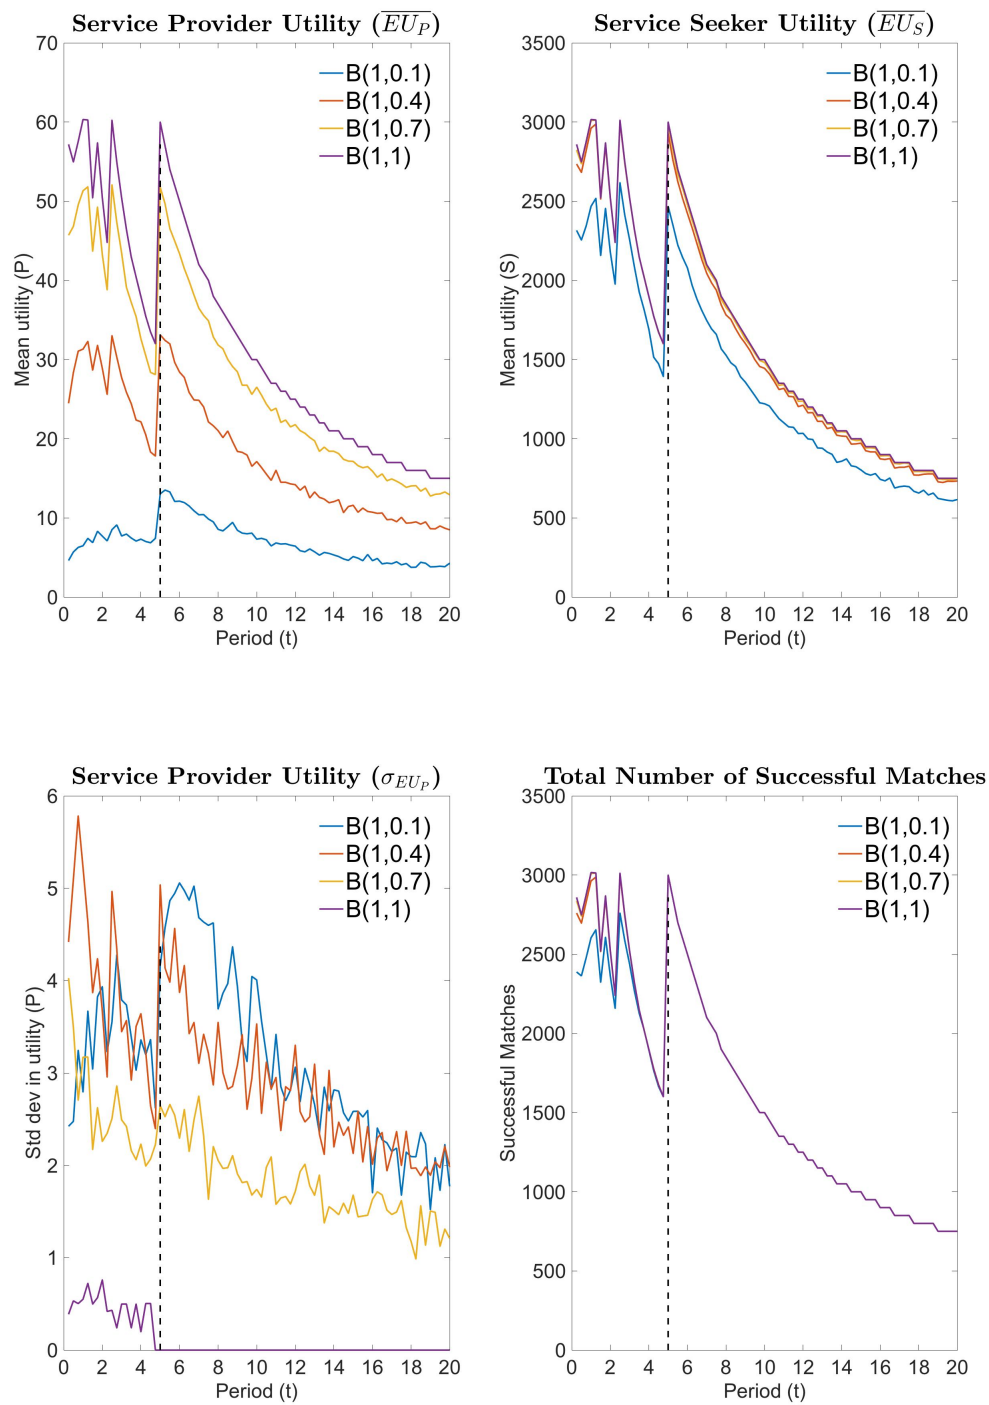 Service Provider Utility (EU_P)
70
60
50
40
30
20
10
0
Mean utility (P)
B(1,0.1)
B(1,0.4)
B(1,0.7)
B(1,1)
0 2 4 6 8 10 12 14 16 18 20
Period (t)
Service Seeker Utility (EU_S)
3500
3000
2500
2000
1500
1000
500
0
Mean utility (S)
B(1,0.1)
B(1,0.4)
B(1,0.7)
B(1,1)
0 2 4 6 8 10 12 14 16 18 20
Period (t)
Service Provider Utility (σ_{EU_P})
6
5
4
3
2
1
0
Std dev in utility (P)
B(1,0.1)
B(1,0.4)
B(1,0.7)
B(1,1)
0 2 4 6 8 10 12 14 16 18 20
Period (t)
Total Number of Successful Matches
3500
3000
2500
2000
1500
1000
500
0
Successful Matches
B(1,0.1)
B(1,0.4)
B(1,0.7)
B(1,1)
0 2 4 6 8 10 12 14 16 18 20
Period (t)